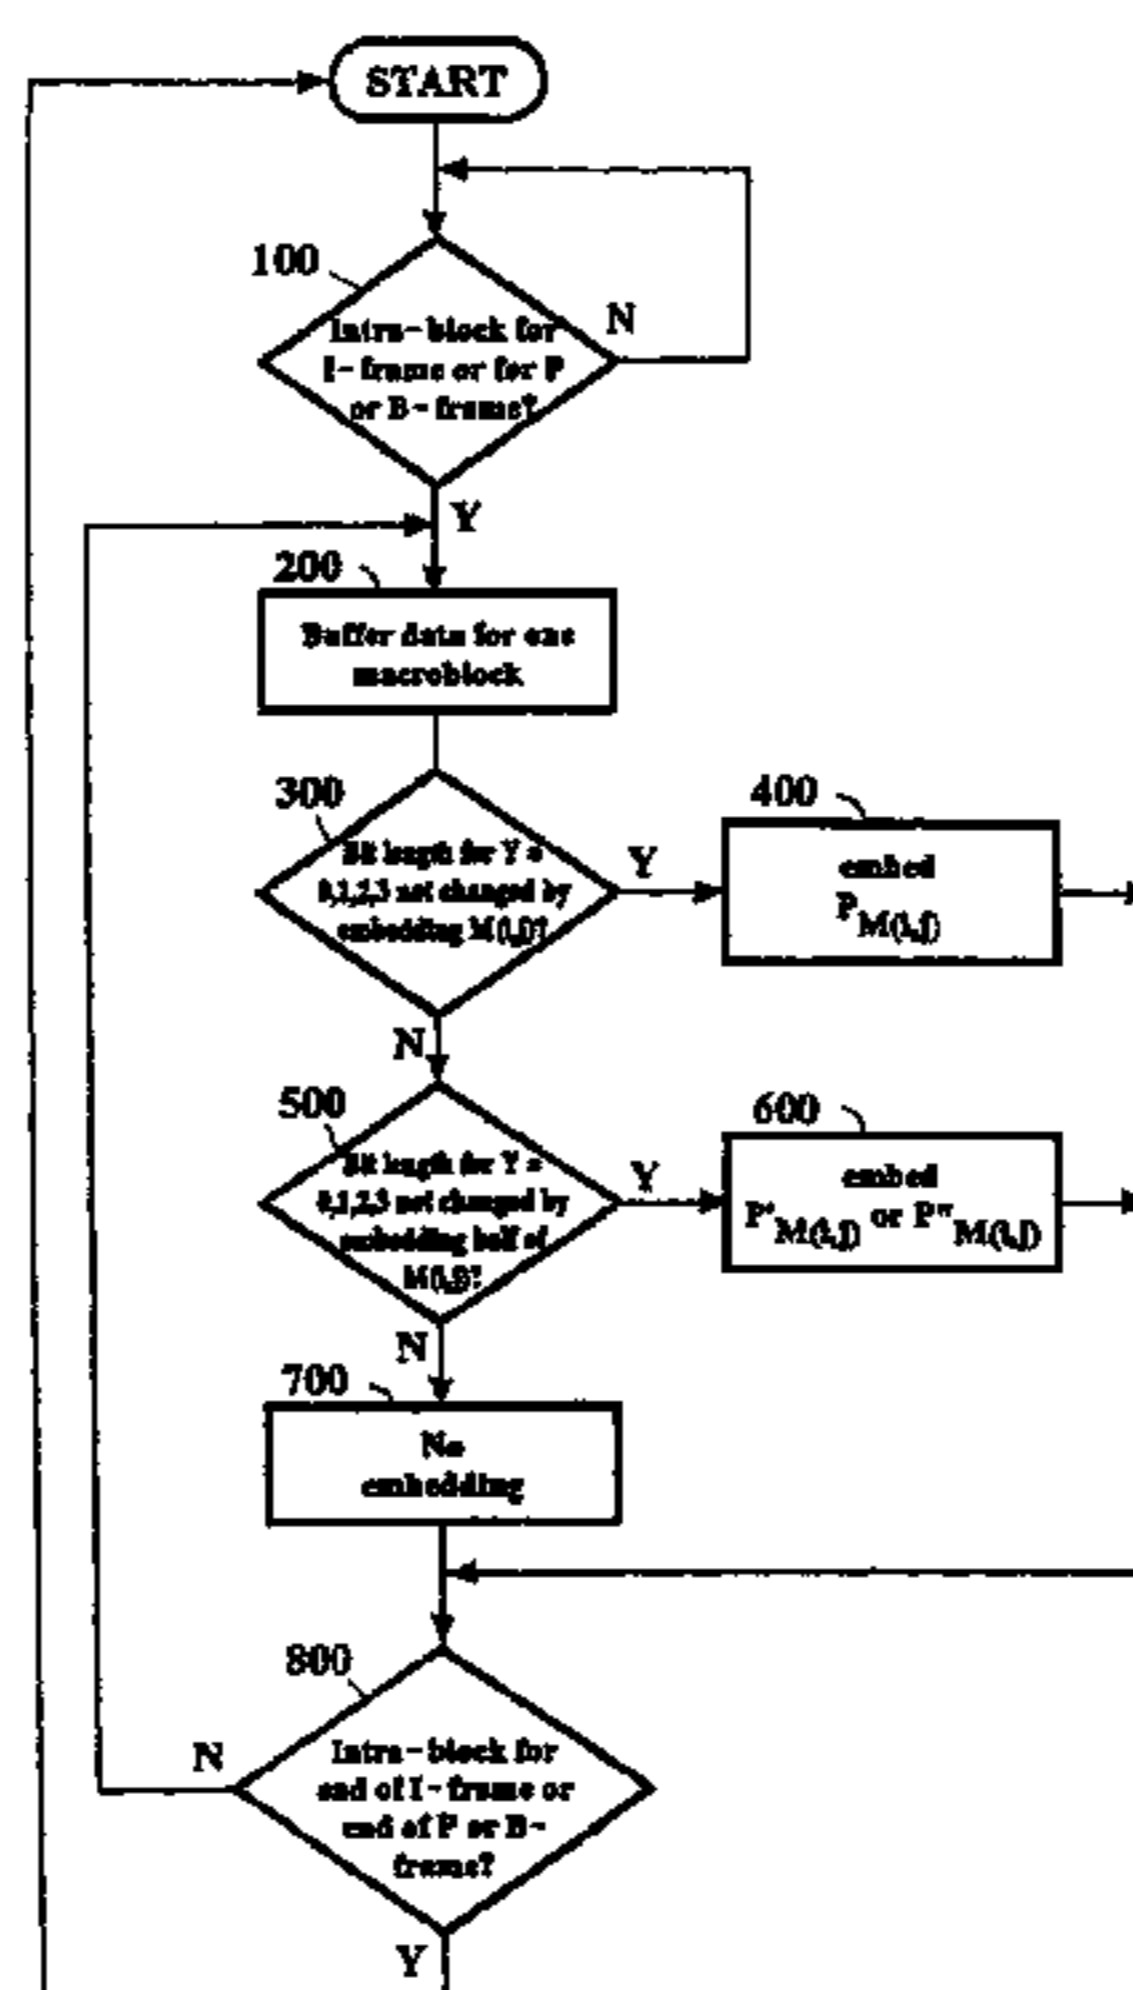 START
100
Intra-block for
I-frame or for P
or B-frame?
N
Y
200
Buffer data for one
macroblock
300
Bit length for Y =
0,1,2,3 not changed by
embedding M(i,j)?
Y
400
embed
P M(i,j)
N
500
Bit length for Y =
0,1,2,3 not changed by
embedding half of
M(i,j)?
Y
600
embed
P' M(i,j) or P" M(i,j)
N
700
No
embedding
800
Intra-block for
end of I-frame or
end of P or B-
frame?
N
Y